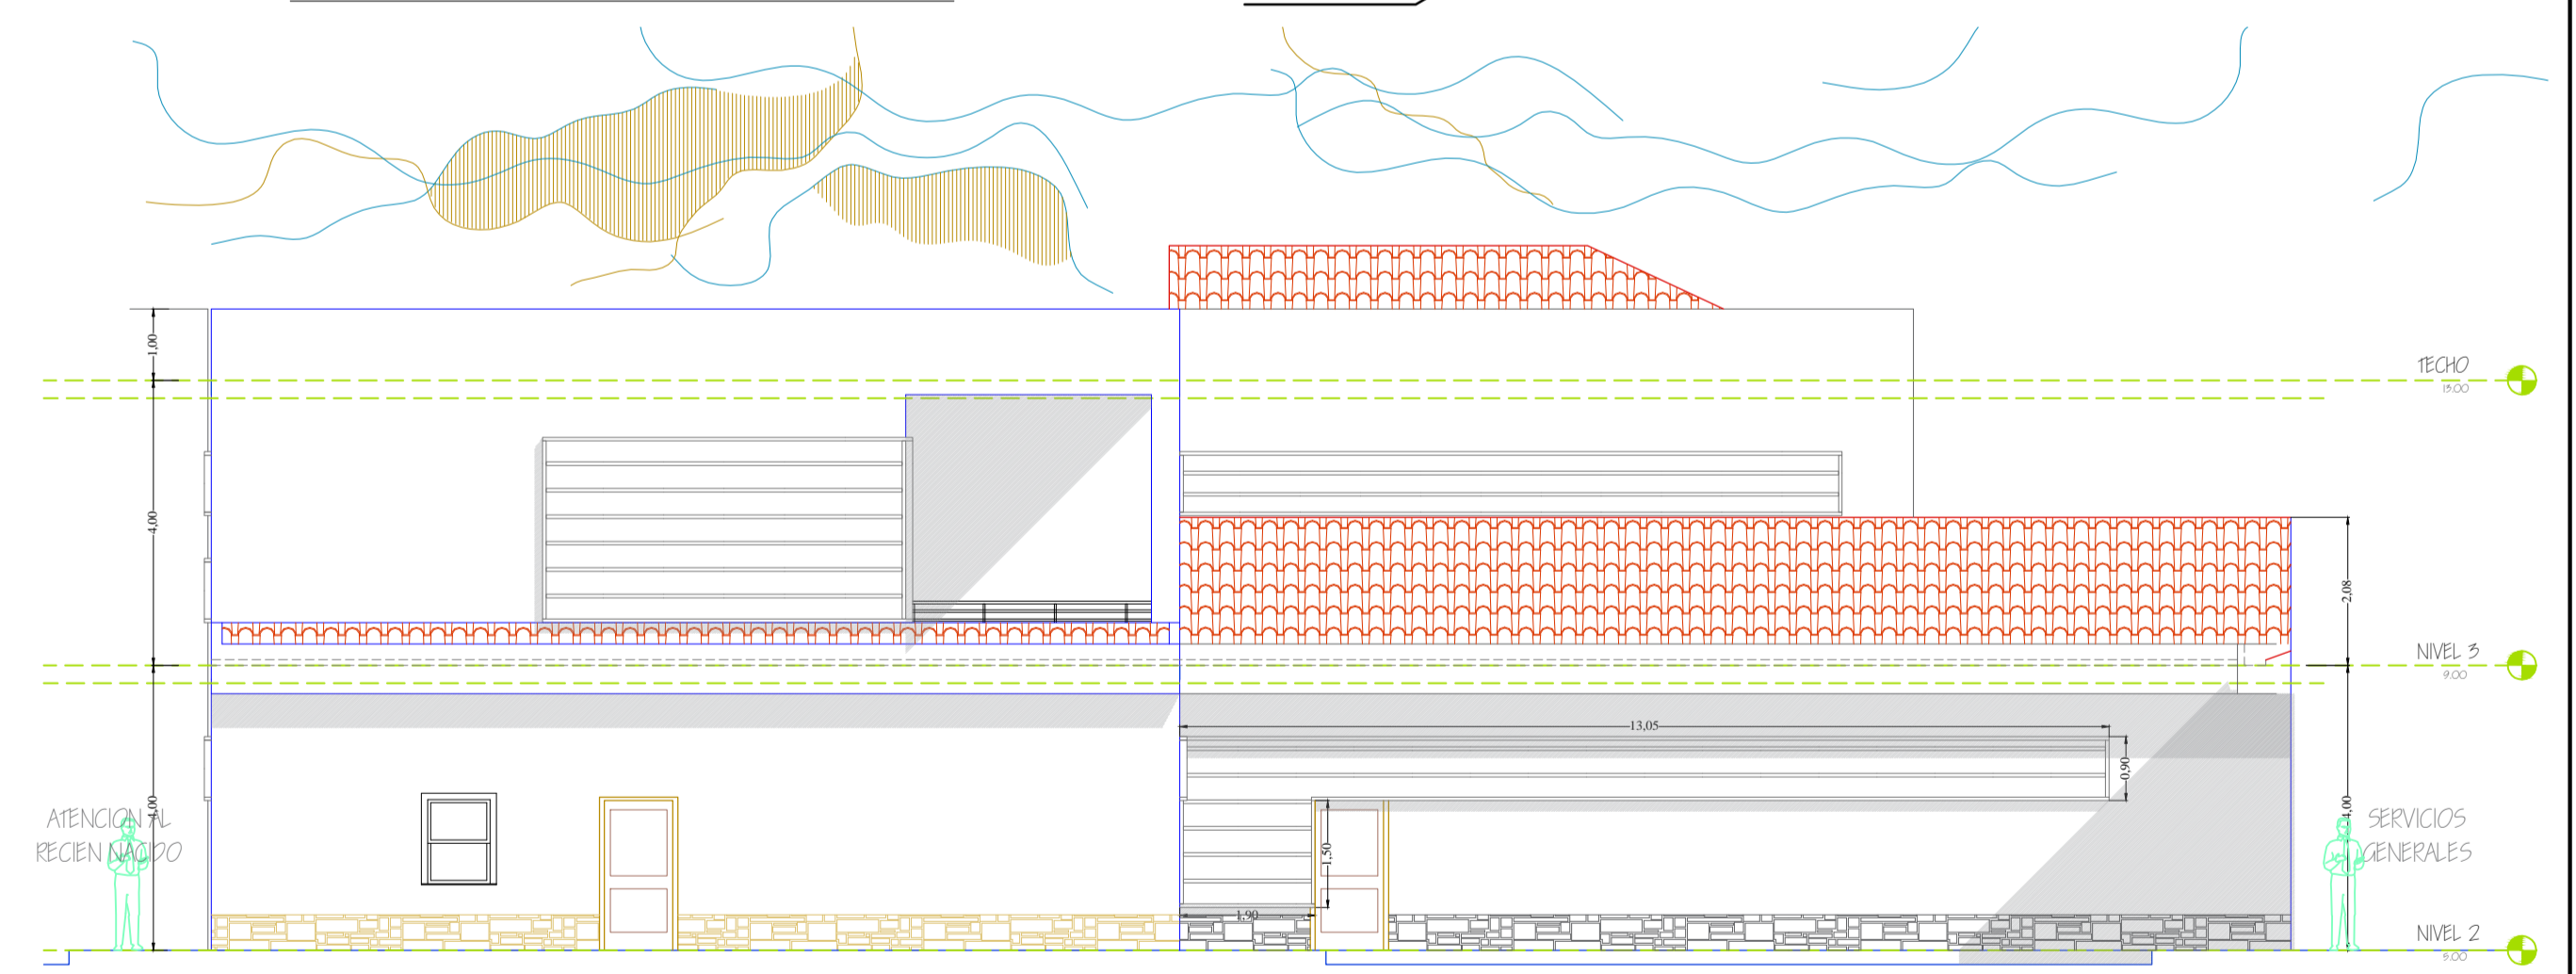 1,00
TECHO
13.00
4,00
2,08
NIVEL 3
9.00
13,05
0,90
ATENCION AL
RECIEN NACIDO
4,00
1,50
1,90
4,00
SERVICIOS
GENERALES
NIVEL 2
5.00